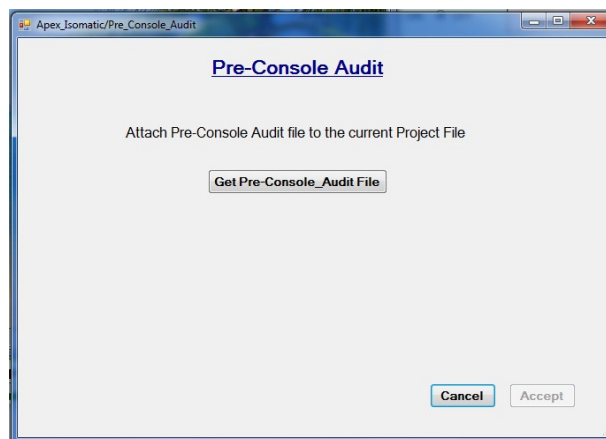 Apex_Isomatic/Pre_Console_Audit
Pre-Console Audit
Attach Pre-Console Audit file to the current Project File
Get Pre-Console_Audit File
Cancel Accept